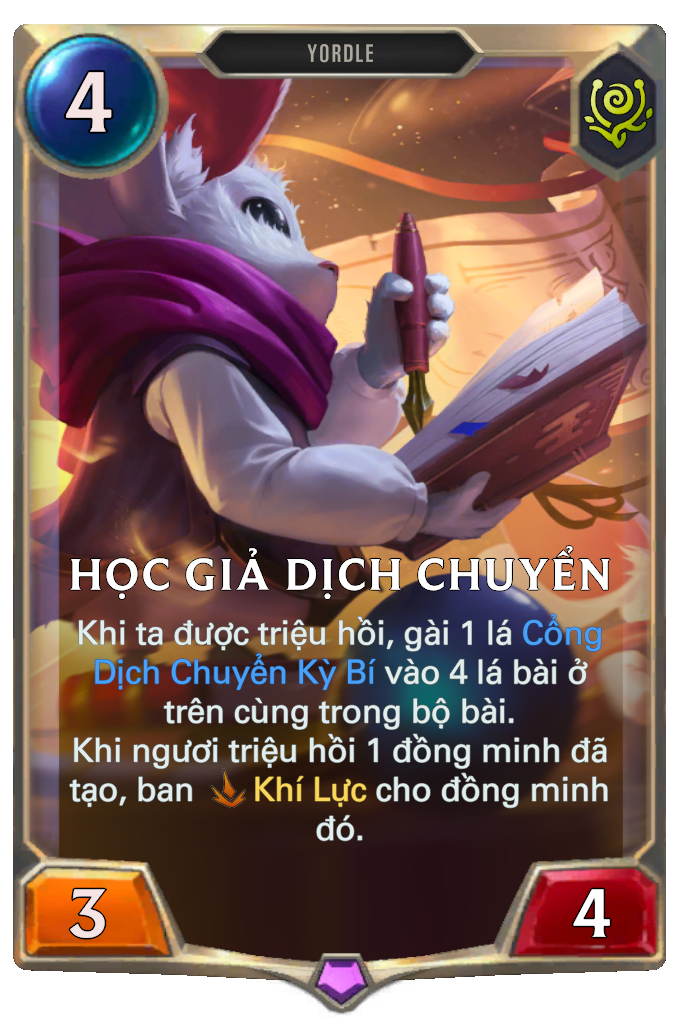 YORDLE
4
HỌC GIẢ DỊCH CHUYỂN
Khi ta được triệu hồi, gài 1 lá Cổng
Dịch Chuyển Kỳ Bí vào 4 lá bài ở
trên cùng trong bộ bài.
Khi ngươi triệu hồi 1 đồng minh đã
tạo, ban Khí Lực cho đồng minh
đó.
3
4